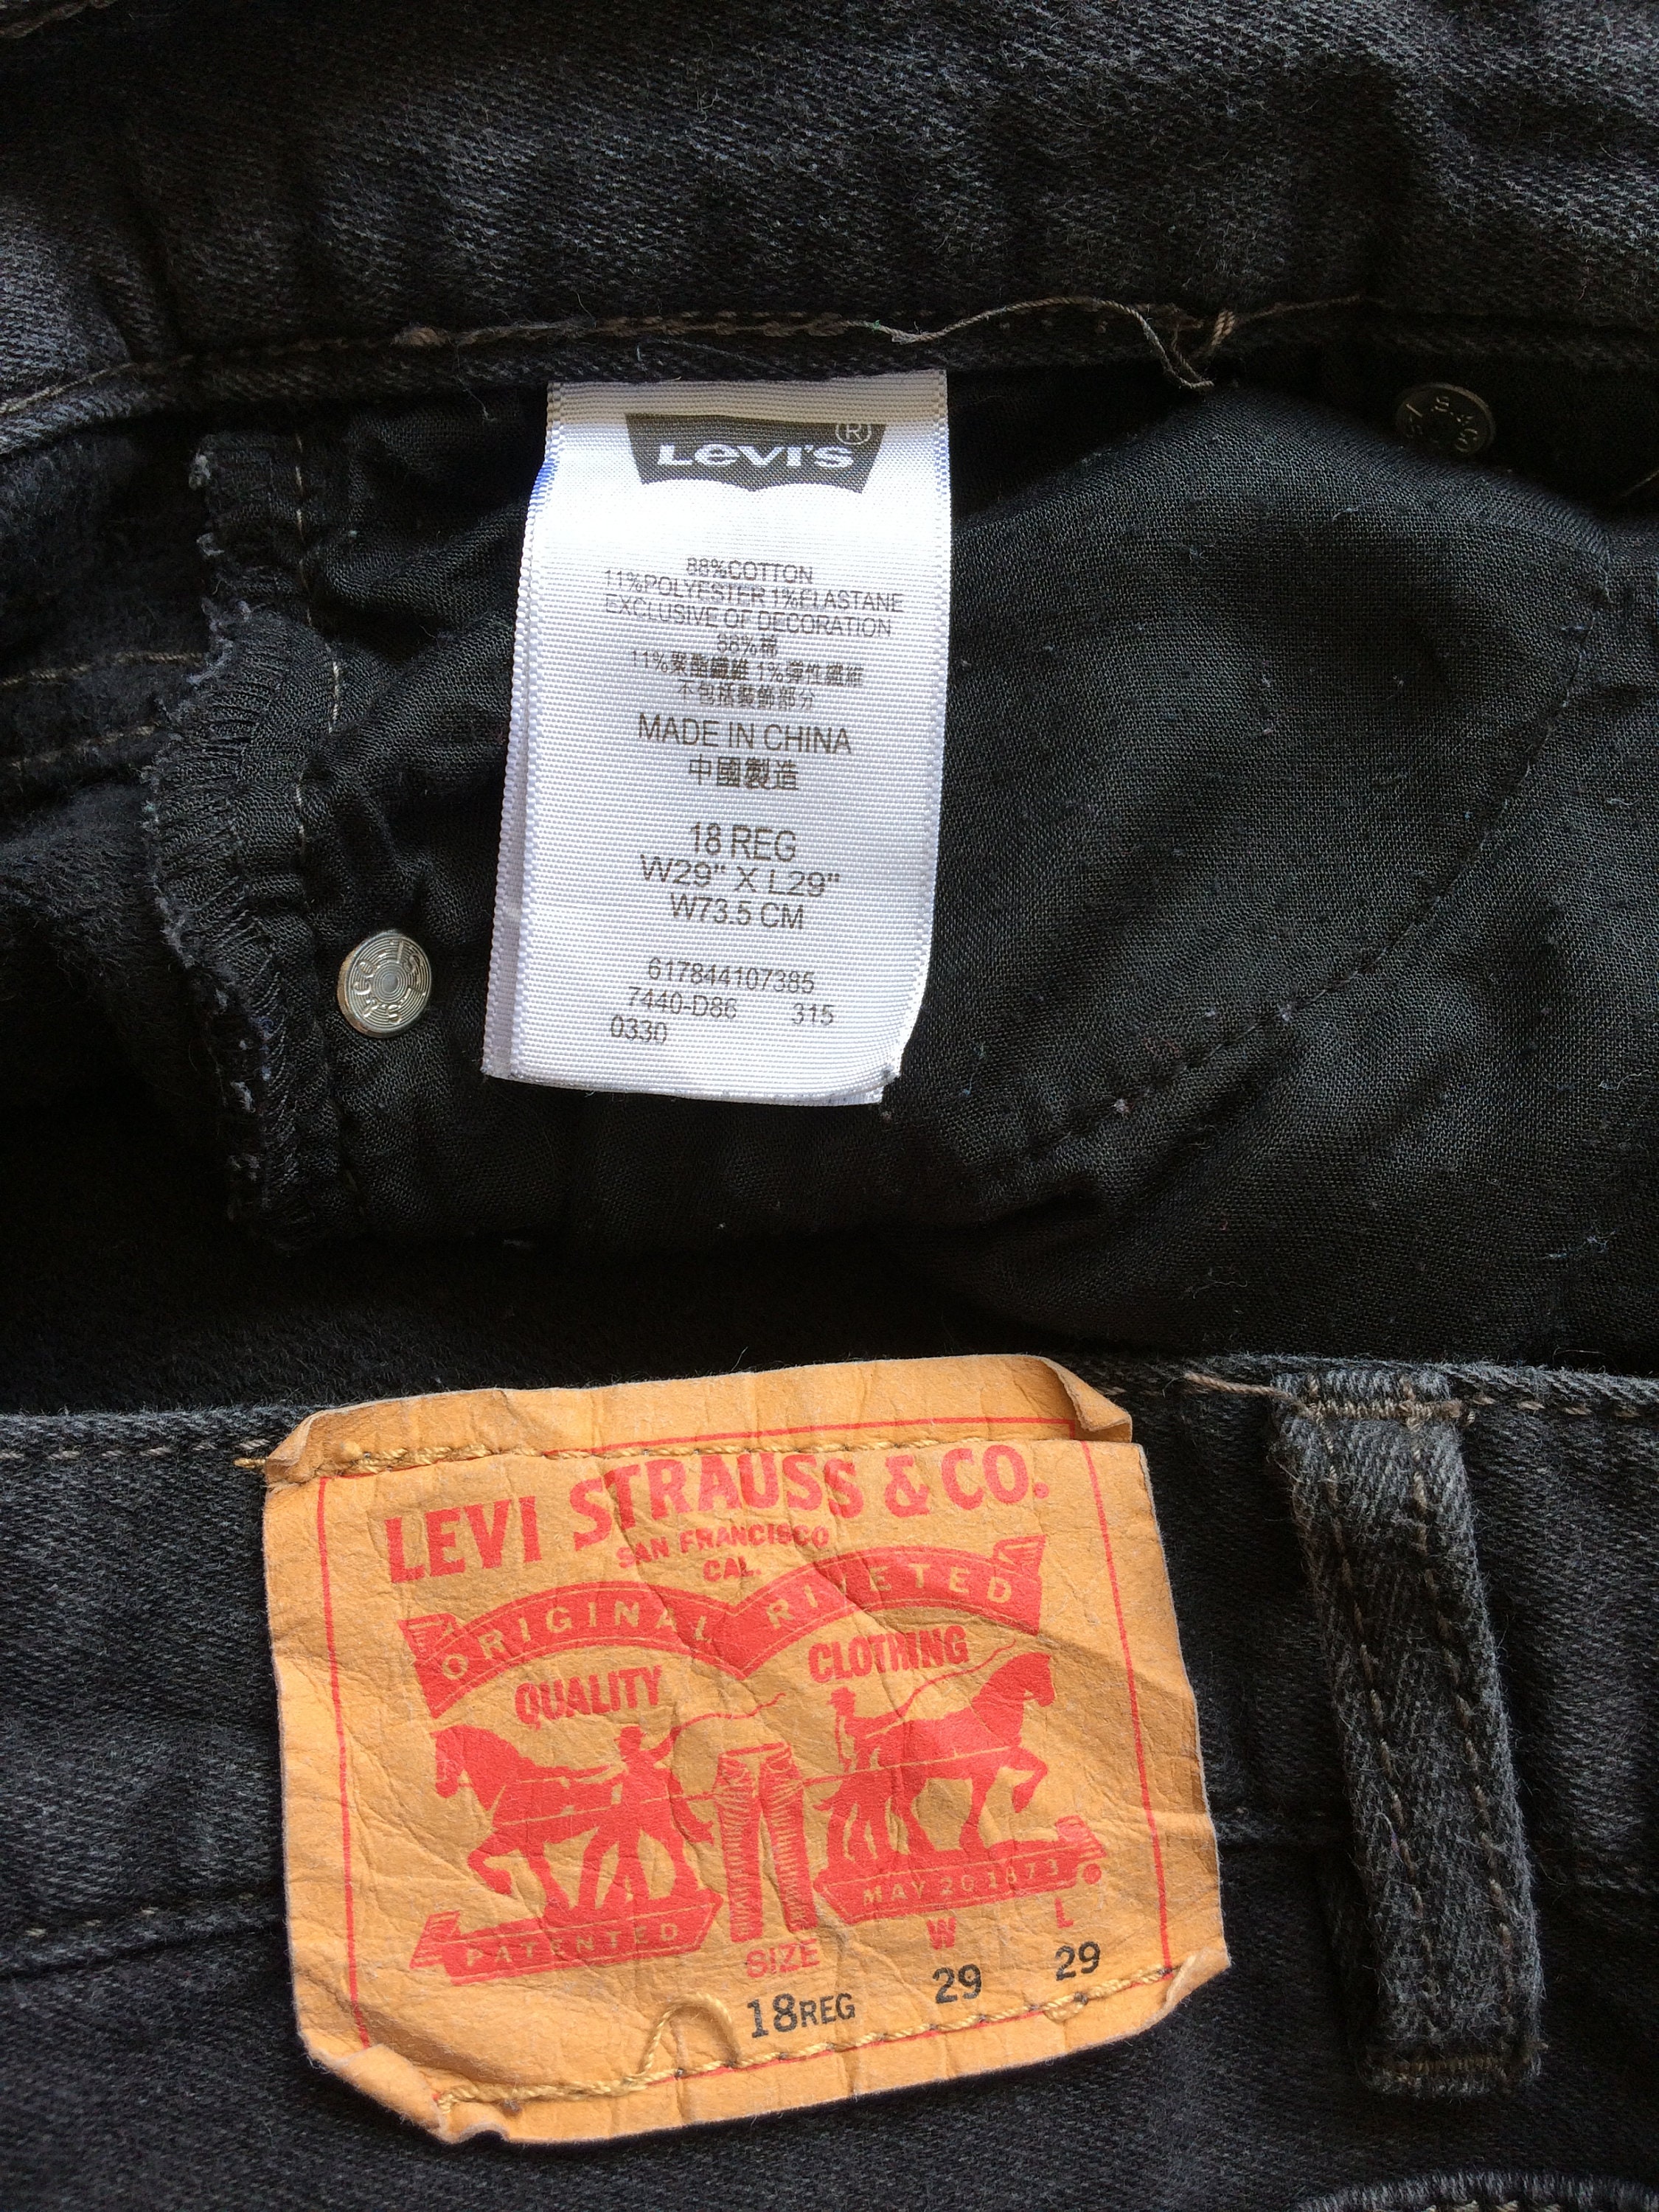 Levi's ®
88%COTTON
11%POLYESTER 1%ELASTANE
EXCLUSIVE OF DECORATION
88%棉
11%聚酯纖維 1%彈性纖維
不包括裝飾部分
MADE IN CHINA
中國製造
18 REG
W29" X L29"
W73.5 CM
617844107385
7440-D86 315
0330
LEVI STRAUSS & CO.
SAN FRANCISCO
CAL.
ORIGINAL RIVETED
QUALITY CLOTHING
PATENTED MAY 20 1873
SIZE W L
18REG 29 29